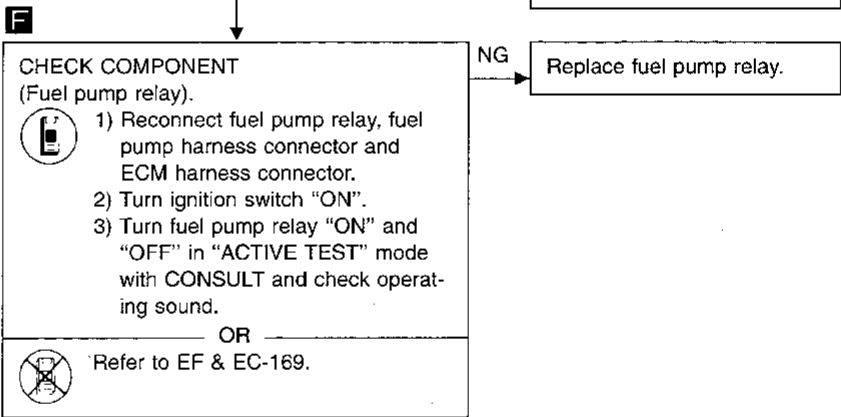 F
CHECK COMPONENT
(Fuel pump relay).
1) Reconnect fuel pump relay, fuel
pump harness connector and
ECM harness connector.
2) Turn ignition switch “ON”.
3) Turn fuel pump relay “ON” and
“OFF” in “ACTIVE TEST” mode
with CONSULT and check operat-
ing sound.
OR
Refer to EF & EC-169.
NG
Replace fuel pump relay.